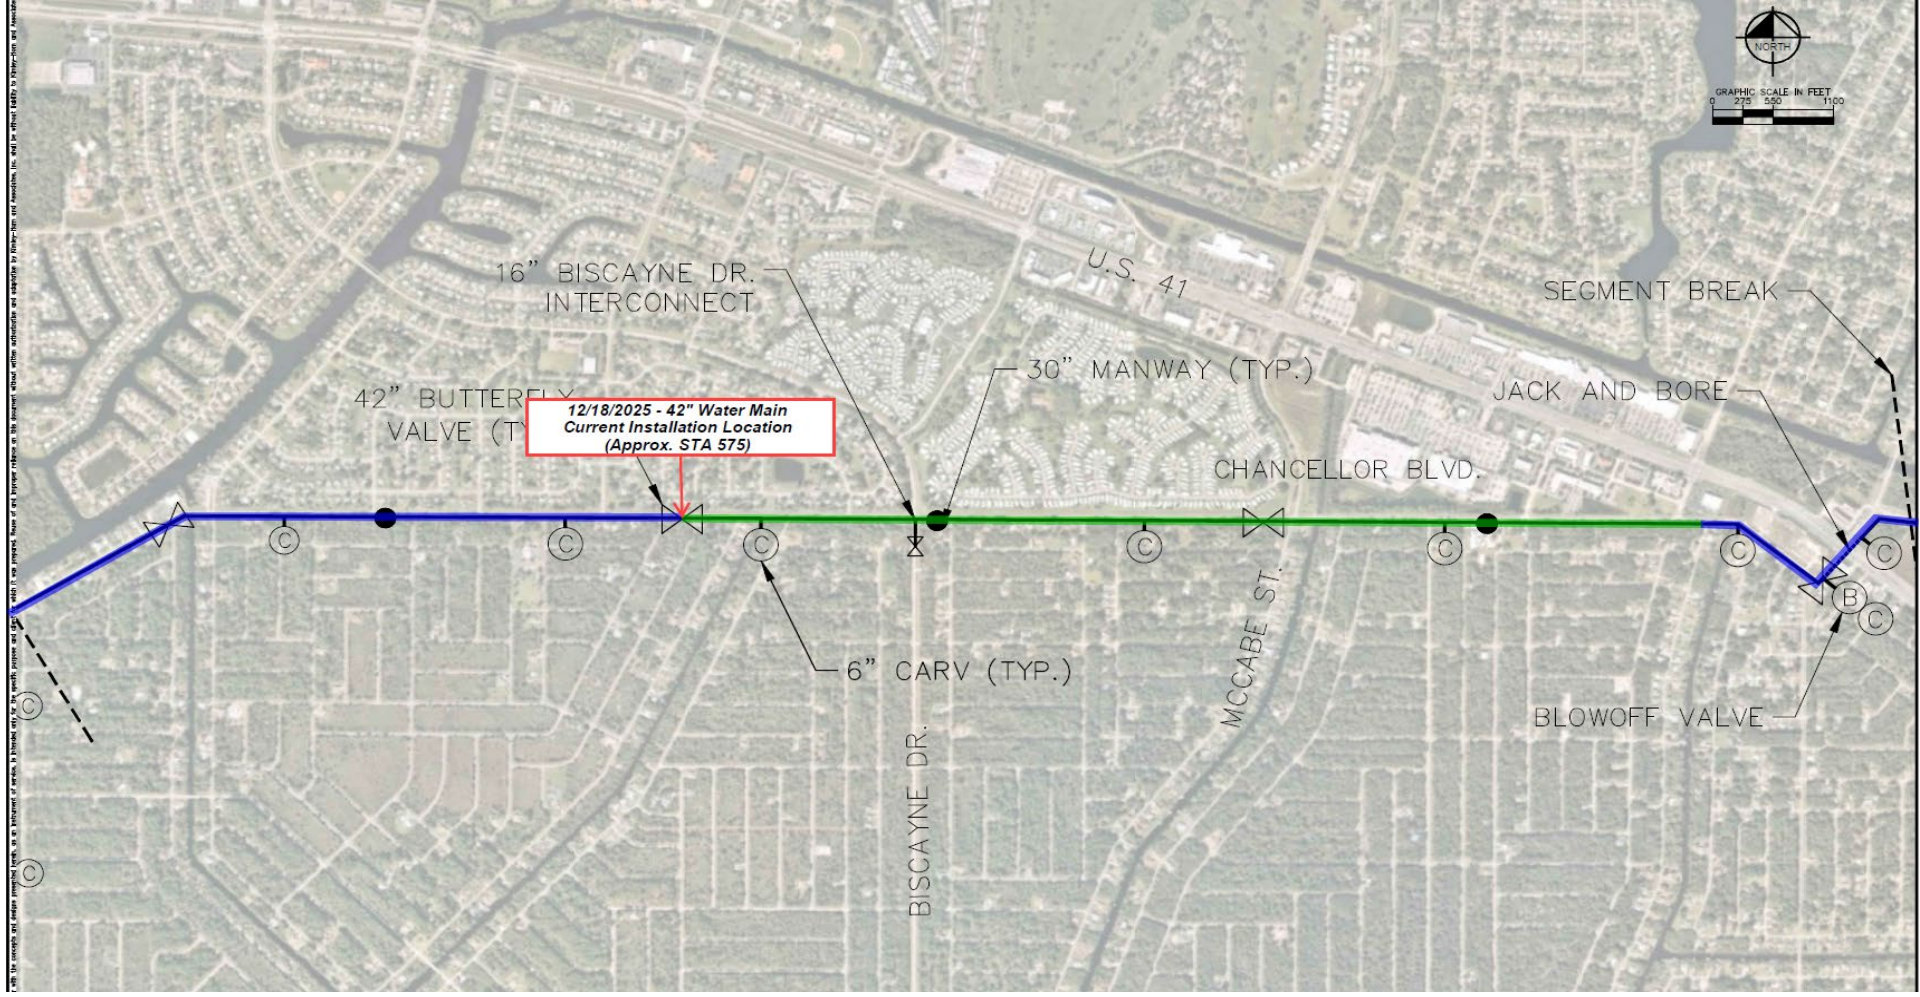 NORTH
GRAPHIC SCALE IN FEET
0 275 550 1100
U.S. 41
16” BISCAYNE DR.
INTERCONNECT
SEGMENT BREAK
30” MANWAY (TYP.)
JACK AND BORE
42” BUTTERFLY
VALVE
12/18/2025 - 42" Water Main
Current Installation Location
(Approx. STA 575)
CHANCELLOR BLVD.
C
C
C
C
C
C
C
B
C
MCCABE ST.
6” CARV (TYP.)
C
BLOWOFF VALVE
BISCAYNE DR.
C